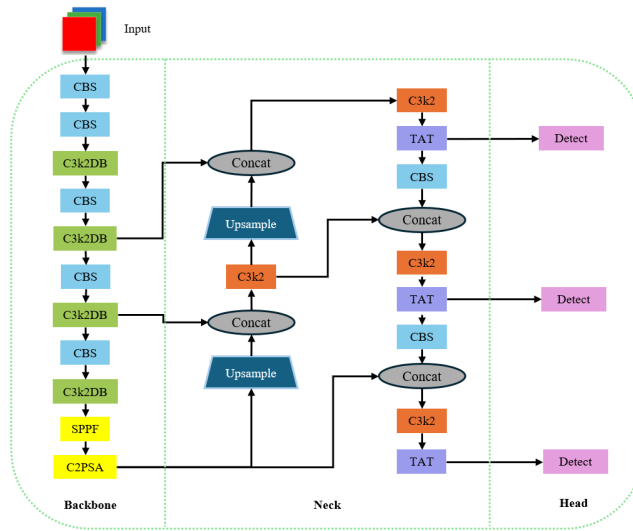 Input
CBS
CBS
C3k2DB
CBS
C3k2DB
CBS
C3k2DB
CBS
C3k2DB
SPPF
C2PSA
Backbone
Concat
Upsample
C3k2
Concat
Upsample
Neck
C3k2
TAT
CBS
Concat
C3k2
TAT
CBS
Concat
C3k2
TAT
Detect
Detect
Detect
Head